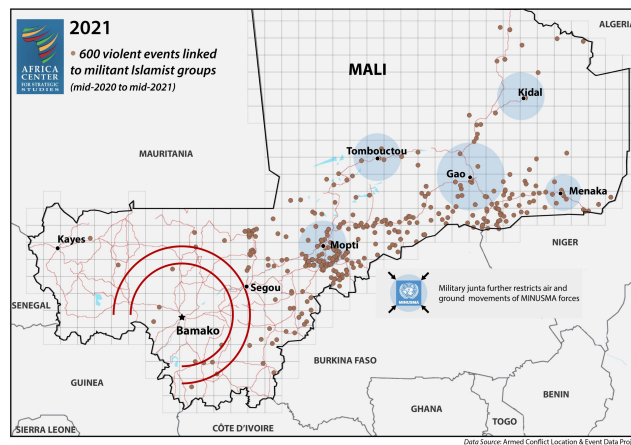 2021
600 violent events linked
to militant Islamist groups
(mid-2020 to mid-2021)
AFRICA
CENTER
FOR STRATEGIC
STUDIES
ALGERIA
MALI
Kidal
MAURITANIA
Tombouctou
Gao
Menaka
Kayes
Mopti
NIGER
Segou
MINUSMA
Military junta further restricts air and
ground movements of MINUSMA forces
SENEGAL
Bamako
BURKINA FASO
GUINEA
BENIN
GHANA
TOGO
SIERRA LEONE
CÔTE D'IVOIRE
Data Source: Armed Conflict Location & Event Data Proj